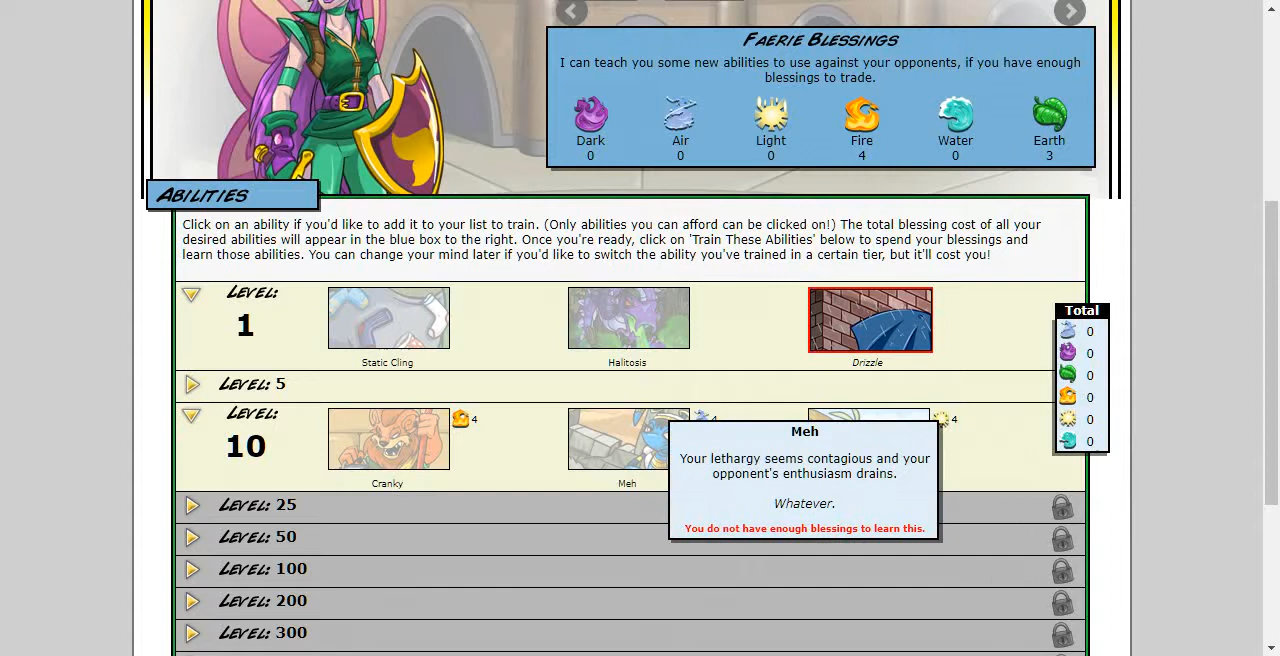 FAERIE BLESSINGS
I can teach you some new abilities to use against your opponents, if you have enough
blessings to trade.
Dark Air Light Fire Water Earth
0 0 0 4 0 3
ABILITIES
Click on an ability if you'd like to add it to your list to train. (Only abilities you can afford can be clicked on!) The total blessing cost of all your
desired abilities will appear in the blue box to the right. Once you're ready, click on 'Train These Abilities' below to spend your blessings and
learn those abilities. You can change your mind later if you'd like to switch the ability you've trained in a certain tier, but it'll cost you!
LEVEL:
1
Static Cling Halitosis Drizzle
Total
0
0
0
0
0
0
LEVEL: 5
LEVEL:
10
4 4 4
Cranky Meh
Meh
Your lethargy seems contagious and your
opponent's enthusiasm drains.
Whatever.
You do not have enough blessings to learn this.
LEVEL: 25
LEVEL: 50
LEVEL: 100
LEVEL: 200
LEVEL: 300